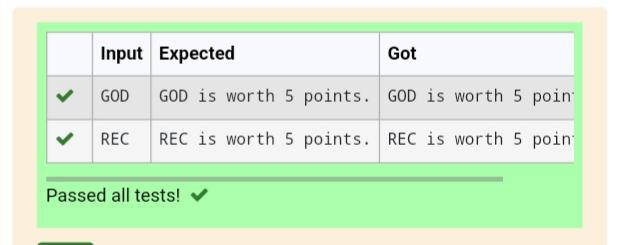 Input Expected Got
GOD GOD is worth 5 points. GOD is worth 5 poin
REC REC is worth 5 points. REC is worth 5 poin
Passed all tests!